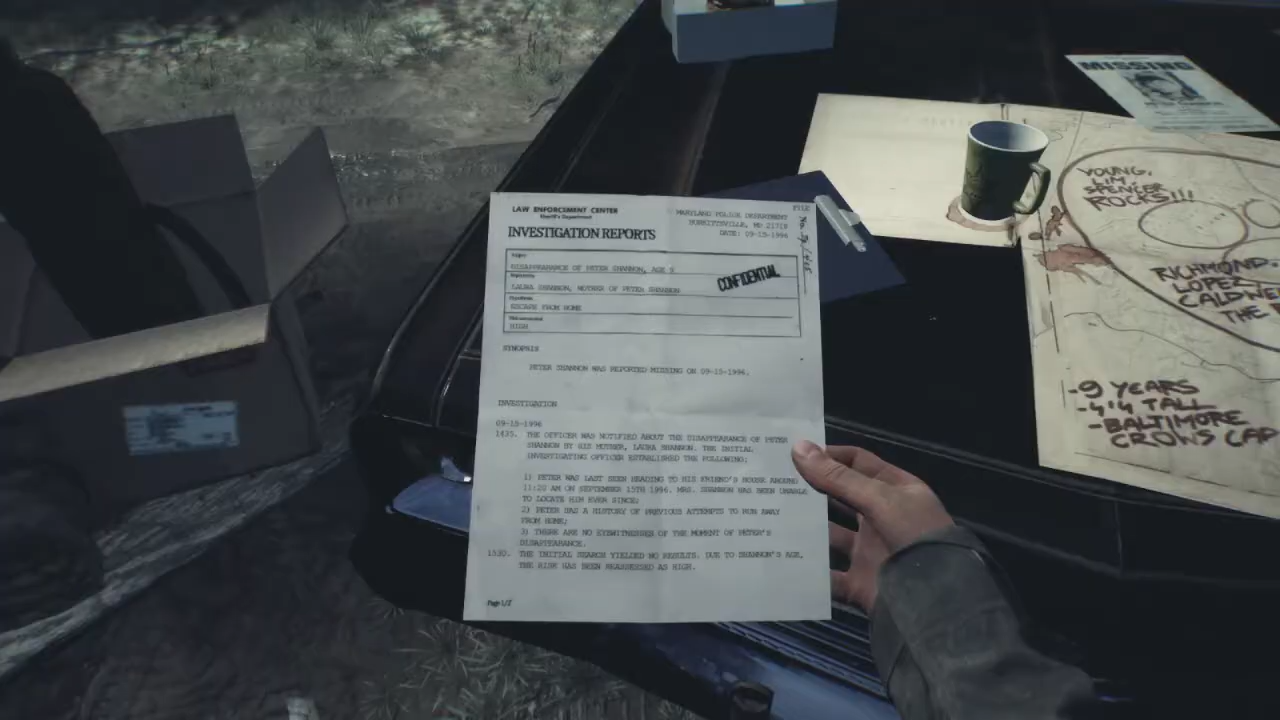 MISSING
LAW ENFORCEMENT CENTER
Sheriff's Department
INVESTIGATION REPORTS
MARYLAND POLICE DEPARTMENT
BURKITTSVILLE, MD 21718
DATE: 09-15-1996
FILE
No.
DISAPPEARANCE OF PETER SHANNON, AGE 9
CONFIDENTIAL
LAURA SHANNON, MOTHER OF PETER SHANNON
ESCAPE FROM HOME
HIGH
SYNOPSIS
PETER SHANNON WAS REPORTED MISSING ON 09-15-1996.
INVESTIGATION
09-15-1996
1435. THE OFFICER WAS NOTIFIED ABOUT THE DISAPPEARANCE OF PETER
SHANNON BY HIS MOTHER, LAURA SHANNON. THE INITIAL
INVESTIGATING OFFICER ESTABLISHED THE FOLLOWING:
1) PETER WAS LAST SEEN HEADING TO HIS FRIEND'S HOUSE AROUND
11:20 AM ON SEPTEMBER 15TH 1996. MRS. SHANNON HAS BEEN UNABLE
TO LOCATE HIM EVER SINCE;
2) PETER HAS A HISTORY OF PREVIOUS ATTEMPTS TO RUN AWAY
FROM HOME;
3) THERE ARE NO EYEWITNESSES OF THE MOMENT OF PETER'S
DISAPPEARANCE.
1530. THE INITIAL SEARCH YIELDED NO RESULTS. DUE TO SHANNON'S AGE,
THE RISK HAS BEEN REASSESSED AS HIGH.
Page 1/2
YOUNG,
LIM,
SPENCER
ROCKS!!!
RICHMOND,
LOPEZ
CALDWE
THE
-9 YEARS
-4'4 TALL
-BALTIMORE
CROWS CAP